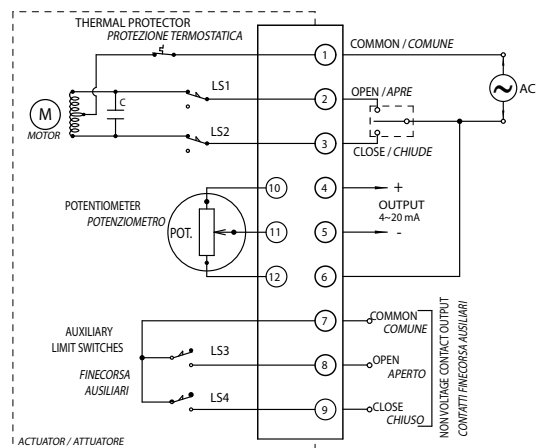 THERMAL PROTECTOR
PROTEZIONE TERMOSTATICA
1
COMMON / COMUNE
LS1
2
OPEN / APRE
AC
C
M
MOTOR
LS2
3
CLOSE / CHIUDE
10
4
+
POTENTIOMETER
POTENZIOMETRO
OUTPUT
4~20 mA
POT.
11
5
-
12
6
7
COMMON
COMUNE
AUXILIARY
LIMIT SWITCHES
LS3
8
OPEN
APERTO
FINECORSA
AUSILIARI
LS4
9
CLOSE
CHIUSO
NON VOLTAGE CONTACT OUTPUT
CONTATTI FINECORSA AUSILIARI
ACTUATOR / ATTUATORE